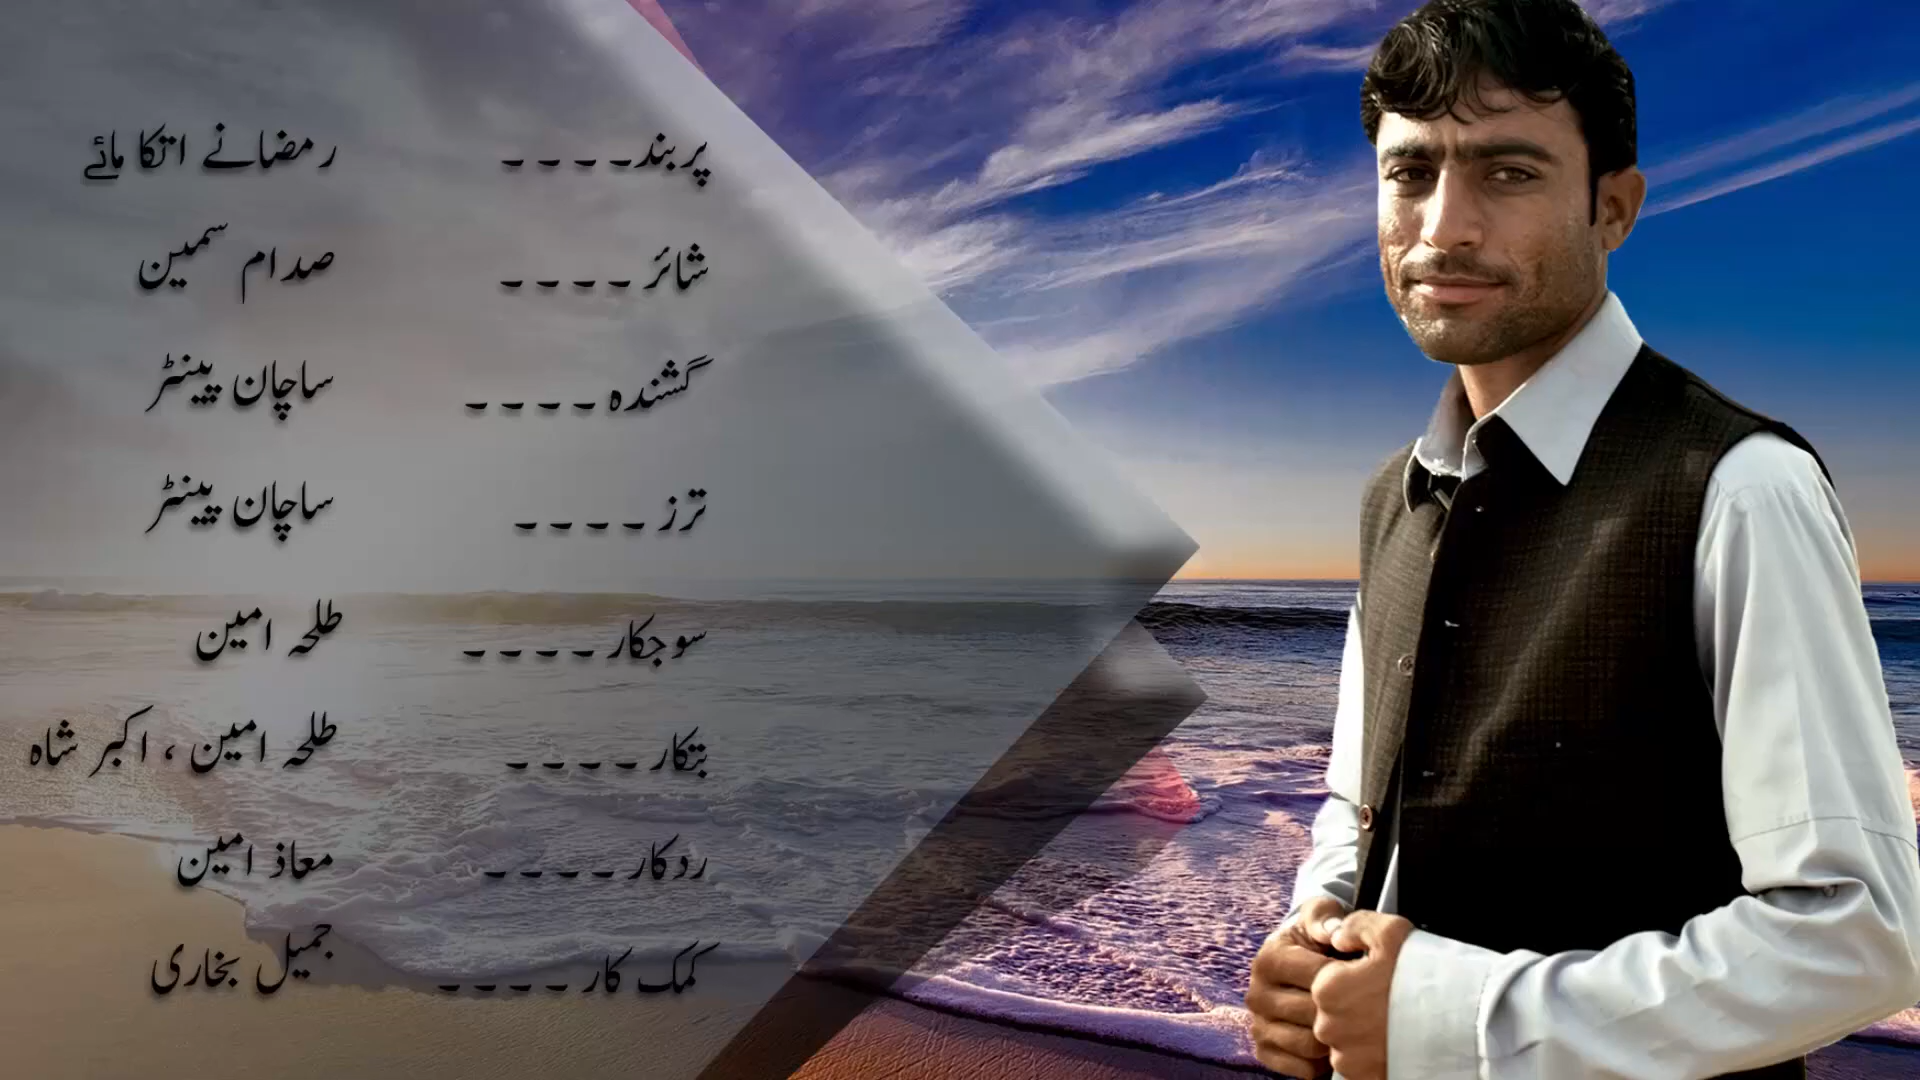 پربند۔۔۔۔ رمضانے اتکا مائے
شائر۔۔۔۔ صدام سمین
گشندہ۔۔۔۔ ساچان پینٹر
ترز۔۔۔۔ ساچان پینٹر
سوجکار۔۔۔۔ طلحہ امین
بتکار۔۔۔۔ طلحہ امین، اکبر شاہ
ردکار۔۔۔۔ معاذ امین
کمک کار۔۔۔۔ جمیل بخاری